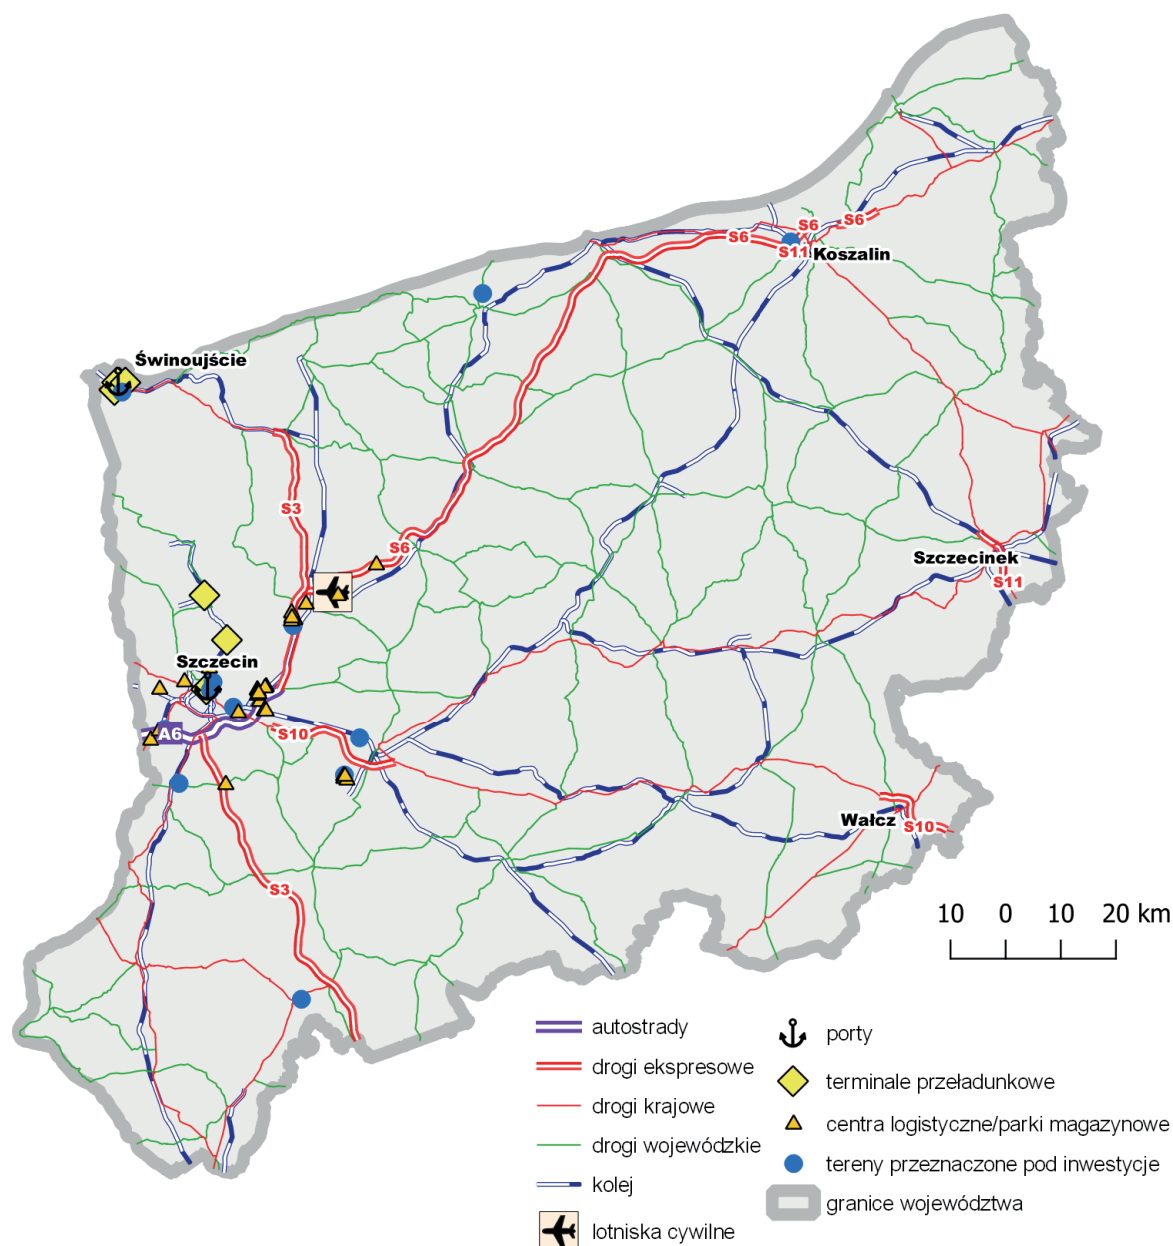 S6
S6
S6
S11
Koszalin
Świnoujście
S3
S6
Szczecinek
S11
Szczecin
A6
S10
Wałcz
S10
S3
10 0 10 20 km
autostrady
drogi ekspresowe
drogi krajowe
drogi wojewódzkie
kolej
lotniska cywilne
porty
terminale przeładunkowe
centra logistyczne/parki magazynowe
tereny przeznaczone pod inwestycje
granice województwa